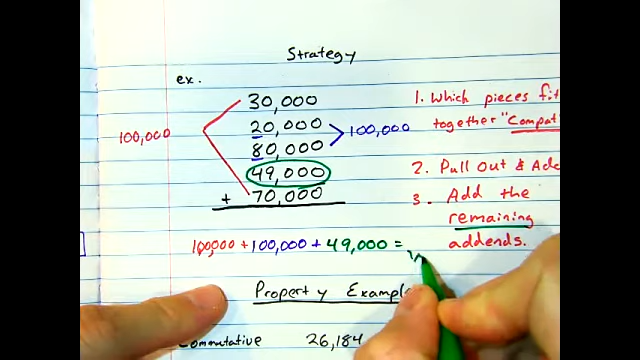 Strategy
ex.
30,000
20,000
100,000
100,000
80,000
49,000
+ 70,000
1. Which pieces fit
together "Compati
2. Pull Out & Add
3. Add the
remaining
addends.
100,000 + 100,000 + 49,000 =
Property Example
Commutative 26,184